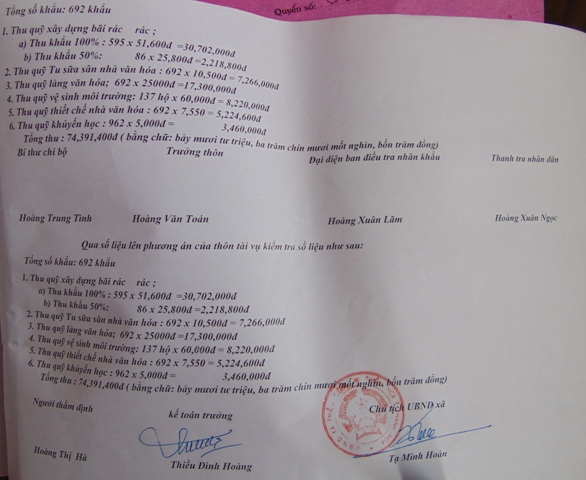 Quyển số:
Tổng số khẩu: 692 khẩu
1. Thu quỹ xây dựng bãi rác rác ;
a) Thu khẩu 100% : 595 x 51,600đ =30,702,000đ
b) Thu khẩu 50%: 86 x 25,800đ =2,218,800đ
2. Thu quỹ Tu sữa sân nhà văn hóa : 692 x 10,500đ = 7,266,000đ
3. Thu quỹ làng văn hóa; 692 x 25000đ =17,300,000đ
4. Thu quỹ vệ sinh môi trường: 137 hộ x 60,000đ = 8,220,000đ
5. Thu quỹ thiết chế nhà văn hóa : 692 x 7,550 = 5,224,600đ
6. Thu quỹ khuyến học : 962 x 5,000đ = 3,460,000đ
Tổng thu : 74,391,400đ ( bằng chữ: bảy mươi tư triệu, ba trăm chín mươi một nghìn, bốn trăm đồng)
Bí thư chi bộ Trưởng thôn Đại diện ban điều tra nhân khẩu Thanh tra nhân dân
Hoàng Trung Tình Hoàng Văn Toán Hoàng Xuân Lãm Hoàng Xuân Ngọc
Qua số liệu lên phương án của thôn tài vụ kiểm tra số liệu như sau:
Tổng số khẩu: 692 khẩu
1. Thu quỹ xây dựng bãi rác rác ;
a) Thu khẩu 100% : 595 x 51,600đ =30,702,000đ
b) Thu khẩu 50%: 86 x 25,800đ =2,218,800đ
2. Thu quỹ Tu sữa sân nhà văn hóa : 692 x 10,500đ = 7,266,000đ
3. Thu quỹ làng văn hóa; 692 x 25000đ =17,300,000đ
4. Thu quỹ vệ sinh môi trường: 137 hộ x 60,000đ = 8,220,000đ
5. Thu quỹ thiết chế nhà văn hóa : 692 x 7,550 = 5,224,600đ
6. Thu quỹ khuyến học : 962 x 5,000đ = 3,460,000đ
Tổng thu : 74,391,400đ ( bằng chữ: bảy mươi tư triệu, ba trăm chín mươi một nghìn, bốn trăm đồng)
Người thẩm định kế toán trưởng Chủ tịch UBND xã
Hoàng Thị Hà Thiều Đình Hoàng Tạ Minh Hoàn